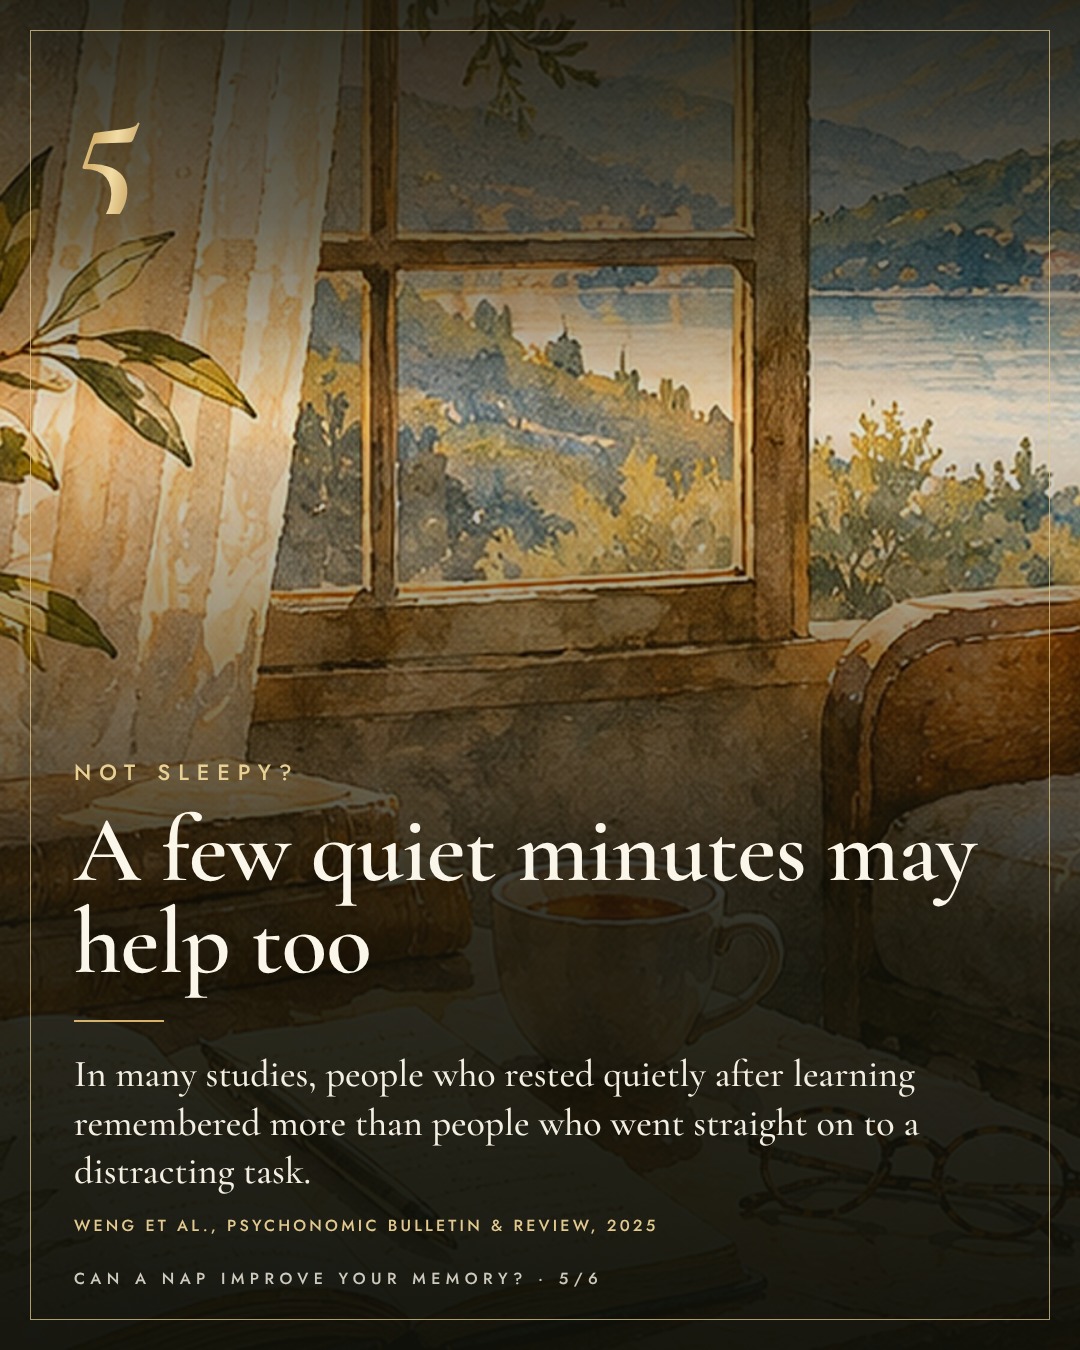 5
NOT SLEEPY?
A few quiet minutes may
help too
In many studies, people who rested quietly after learning
remembered more than people who went straight on to a
distracting task.
WENG ET AL., PSYCHONOMIC BULLETIN & REVIEW, 2025
CAN A NAP IMPROVE YOUR MEMORY? · 5/6